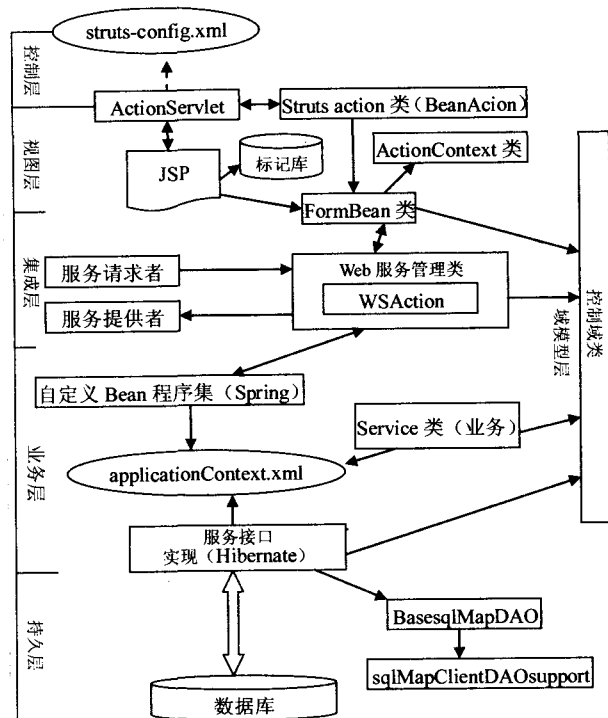 struts-config.xml
控制层
ActionServlet
Struts action 类(BeanAcion)
视图层
JSP
标记库
ActionContext 类
FormBean 类
集成层
服务请求者
服务提供者
Web 服务管理类
WSAction
控制域类
域模型层
自定义 Bean 程序集(Spring)
Service 类(业务)
业务层
applicationContext.xml
服务接口
实现(Hibernate)
持久层
BasesqlMapDAO
sqlMapClientDAOsupport
数据库